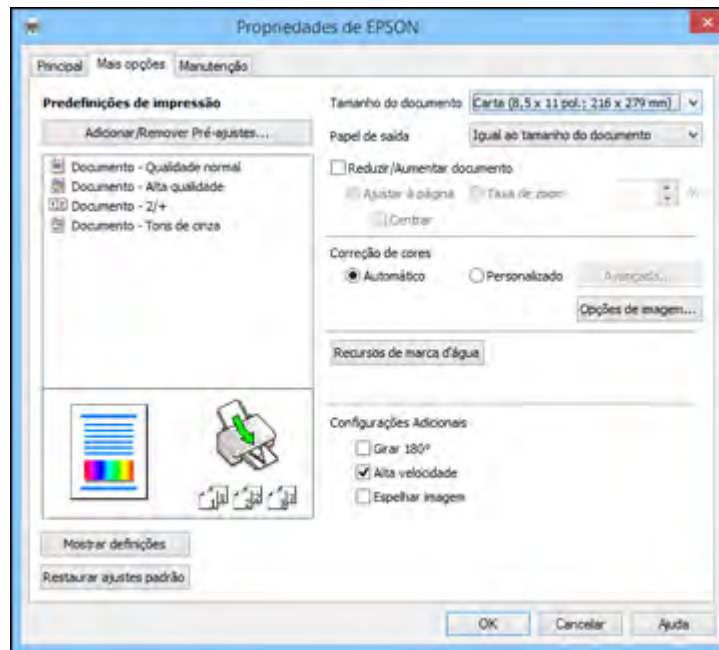 Propriedades de EPSON
Principal
Mais opções
Manutenção
Predefinições de impressão
Adicionar/Remover Pré-ajustes...
Documento - Qualidade normal
Documento - Alta qualidade
Documento - 2/+
Documento - Tons de cinza
Mostrar definições
Restaurar ajustes padrão
Tamanho do documento
Carta (8,5 x 11 pol.; 216 x 279 mm)
Papel de saída
Igual ao tamanho do documento
Reduzir/Aumentar documento
Ajustar à página
Taxa de zoom
%
Centrar
Correção de cores
Automático
Personalizado
Avançada...
Opções de imagem...
Recursos de marca d'água
Configurações Adicionais
Girar 180º
Alta velocidade
Espelhar imagem
OK
Cancelar
Ajuda